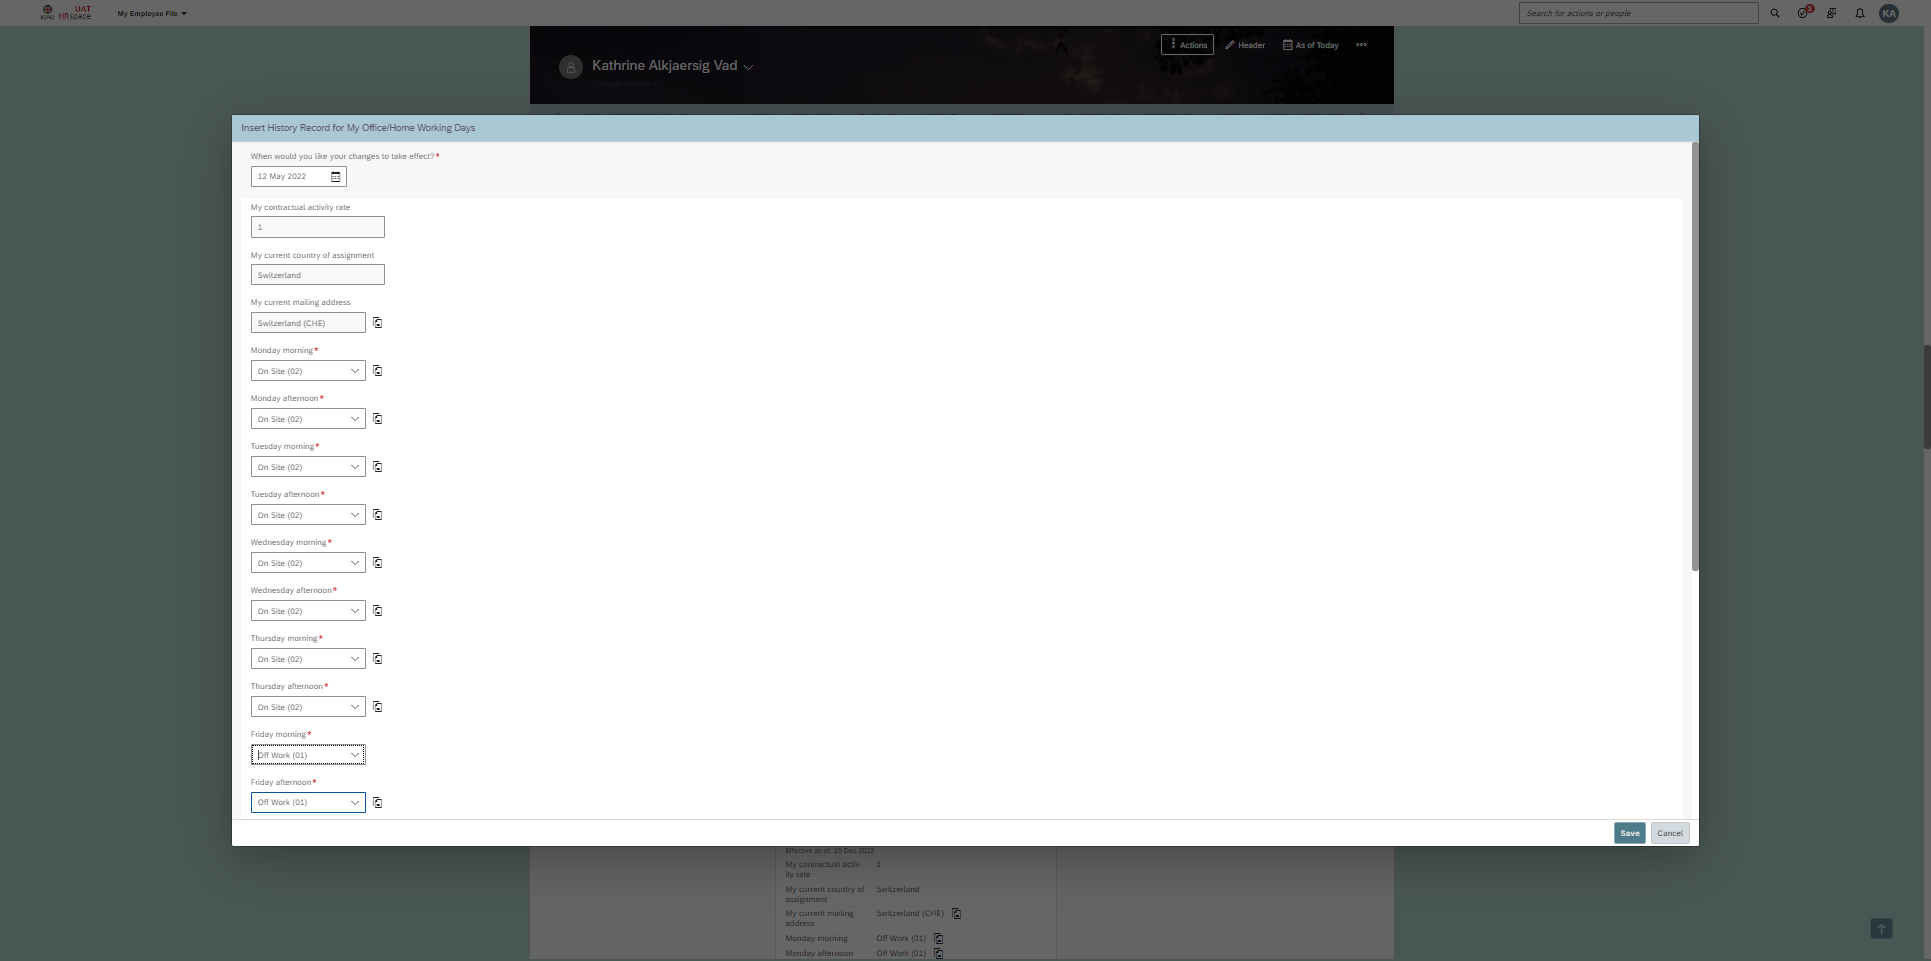 ICRC
UAT
HRspace
My Employee File
Search for actions or people
1
KA
Actions
Header
As of Today
Kathrine Alkjaersig Vad
Insert History Record for My Office/Home Working Days
When would you like your changes to take effect?*
12 May 2022
My contractual activity rate
1
My current country of assignment
Switzerland
My current mailing address
Switzerland (CHE)
Monday morning*
On Site (02)
Monday afternoon*
On Site (02)
Tuesday morning*
On Site (02)
Tuesday afternoon*
On Site (02)
Wednesday morning*
On Site (02)
Wednesday afternoon*
On Site (02)
Thursday morning*
On Site (02)
Thursday afternoon*
On Site (02)
Friday morning*
Off Work (01)
Friday afternoon*
Off Work (01)
Save
Cancel
Effective as of: 10 Dec 2022
My contractual activ- 1
ity rate
My current country of Switzerland
assignment
My current mailing Switzerland (CHE)
address
Monday morning Off Work (01)
Monday afternoon Off Work (01)